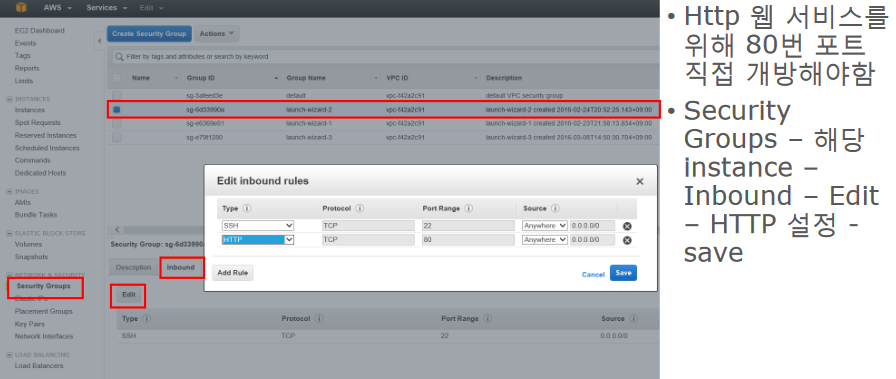 AWS Services Edit
EC2 Dashboard
Events
Tags
Reports
Limits
INSTANCES
Instances
Spot Requests
Reserved Instances
Scheduled Instances
Commands
Dedicated Hosts
IMAGES
AMIs
Bundle Tasks
ELASTIC BLOCK STORE
Volumes
Snapshots
NETWORK & SECURITY
Security Groups
Elastic IPs
Placement Groups
Key Pairs
Network Interfaces
LOAD BALANCING
Load Balancers
Create Security Group Actions
Filter by tags and attributes or search by keyword
Name Group ID Group Name VPC ID Description
default vpc-f42a2c91 default VPC security group
sg-6d33990a launch-wizard-2 vpc-f42a2c91 launch-wizard-2 created 2016-02-24T20:52:25.143+09:00
launch-wizard-1 vpc-f42a2c91 launch-wizard-1 created 2016-02-23T21:58:13.834+09:00
sg-e79f1280 launch-wizard-3 vpc-f42a2c91 launch-wizard-3 created 2016-03-08T14:50:30.704+09:00
Security Group: sg-6d33990a
Description Inbound
Edit
Type Protocol Port Range Source
SSH TCP 22 0.0.0.0/0
Edit inbound rules
Type Protocol Port Range Source
SSH TCP 22 Anywhere 0.0.0.0/0
HTTP TCP 80 Anywhere 0.0.0.0/0
Add Rule
Cancel Save
• Http 웹 서비스를
위해 80번 포트
직접 개방해야함
• Security
Groups – 해당
instance –
Inbound – Edit
– HTTP 설정 -
save